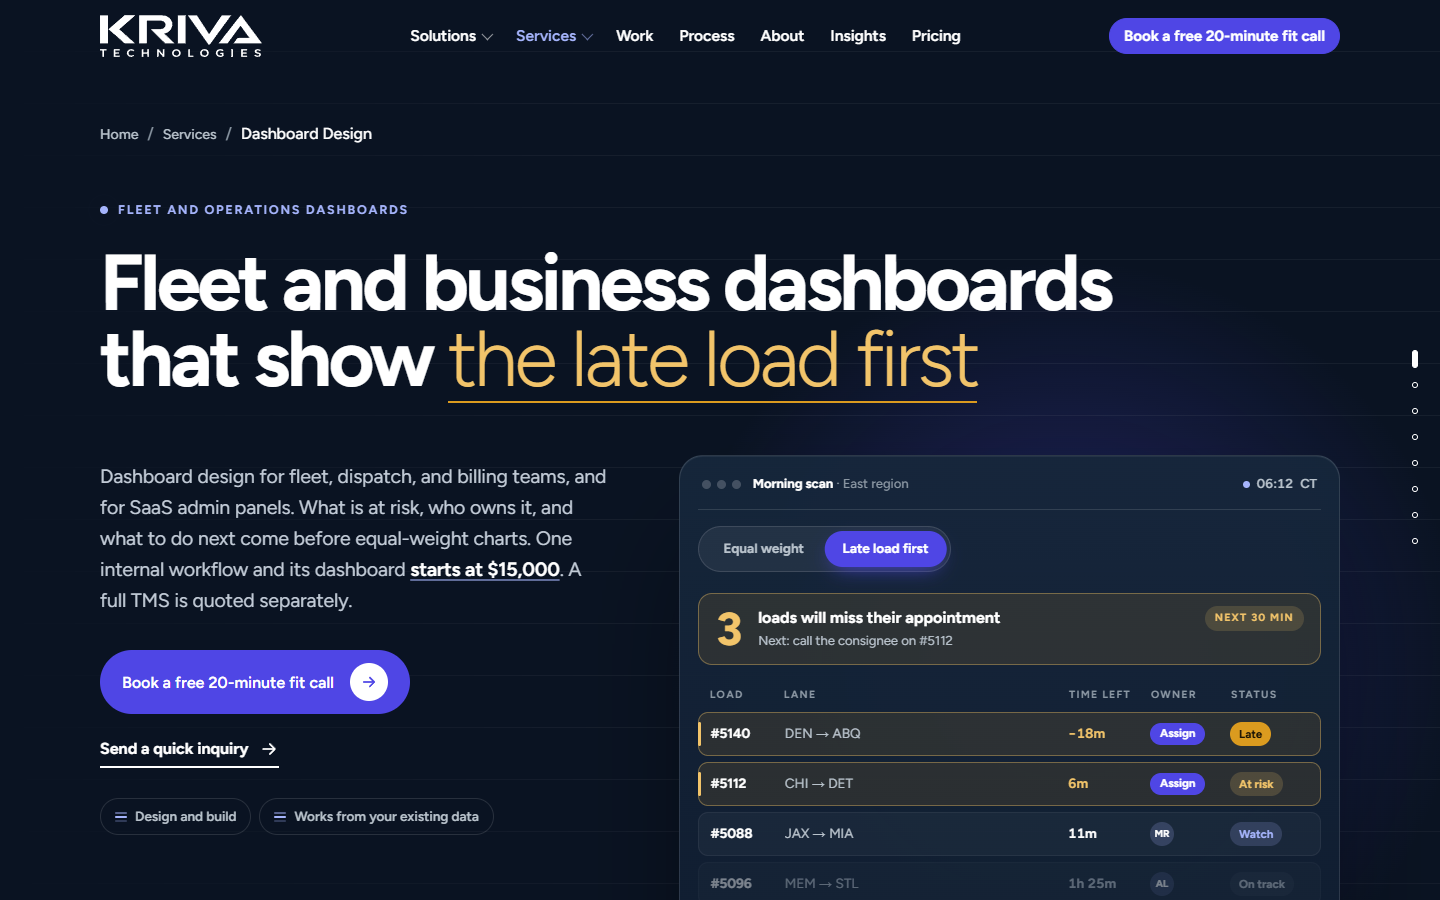 KRIVA
TECHNOLOGIES
Solutions Services Work Process About Insights Pricing
Book a free 20-minute fit call
Home / Services / Dashboard Design
FLEET AND OPERATIONS DASHBOARDS
Fleet and business dashboards
that show the late load first
Dashboard design for fleet, dispatch, and billing teams, and
for SaaS admin panels. What is at risk, who owns it, and
what to do next come before equal-weight charts. One
internal workflow and its dashboard starts at $15,000. A
full TMS is quoted separately.
Book a free 20-minute fit call
Send a quick inquiry
Design and build
Works from your existing data
Morning scan · East region
06:12 CT
Equal weight
Late load first
3
loads will miss their appointment
Next: call the consignee on #5112
NEXT 30 MIN
LOAD LANE TIME LEFT OWNER STATUS
#5140 DEN → ABQ −18m Assign Late
#5112 CHI → DET 6m Assign At risk
#5088 JAX → MIA 11m MR Watch
#5096 MEM → STL 1h 25m AL On track